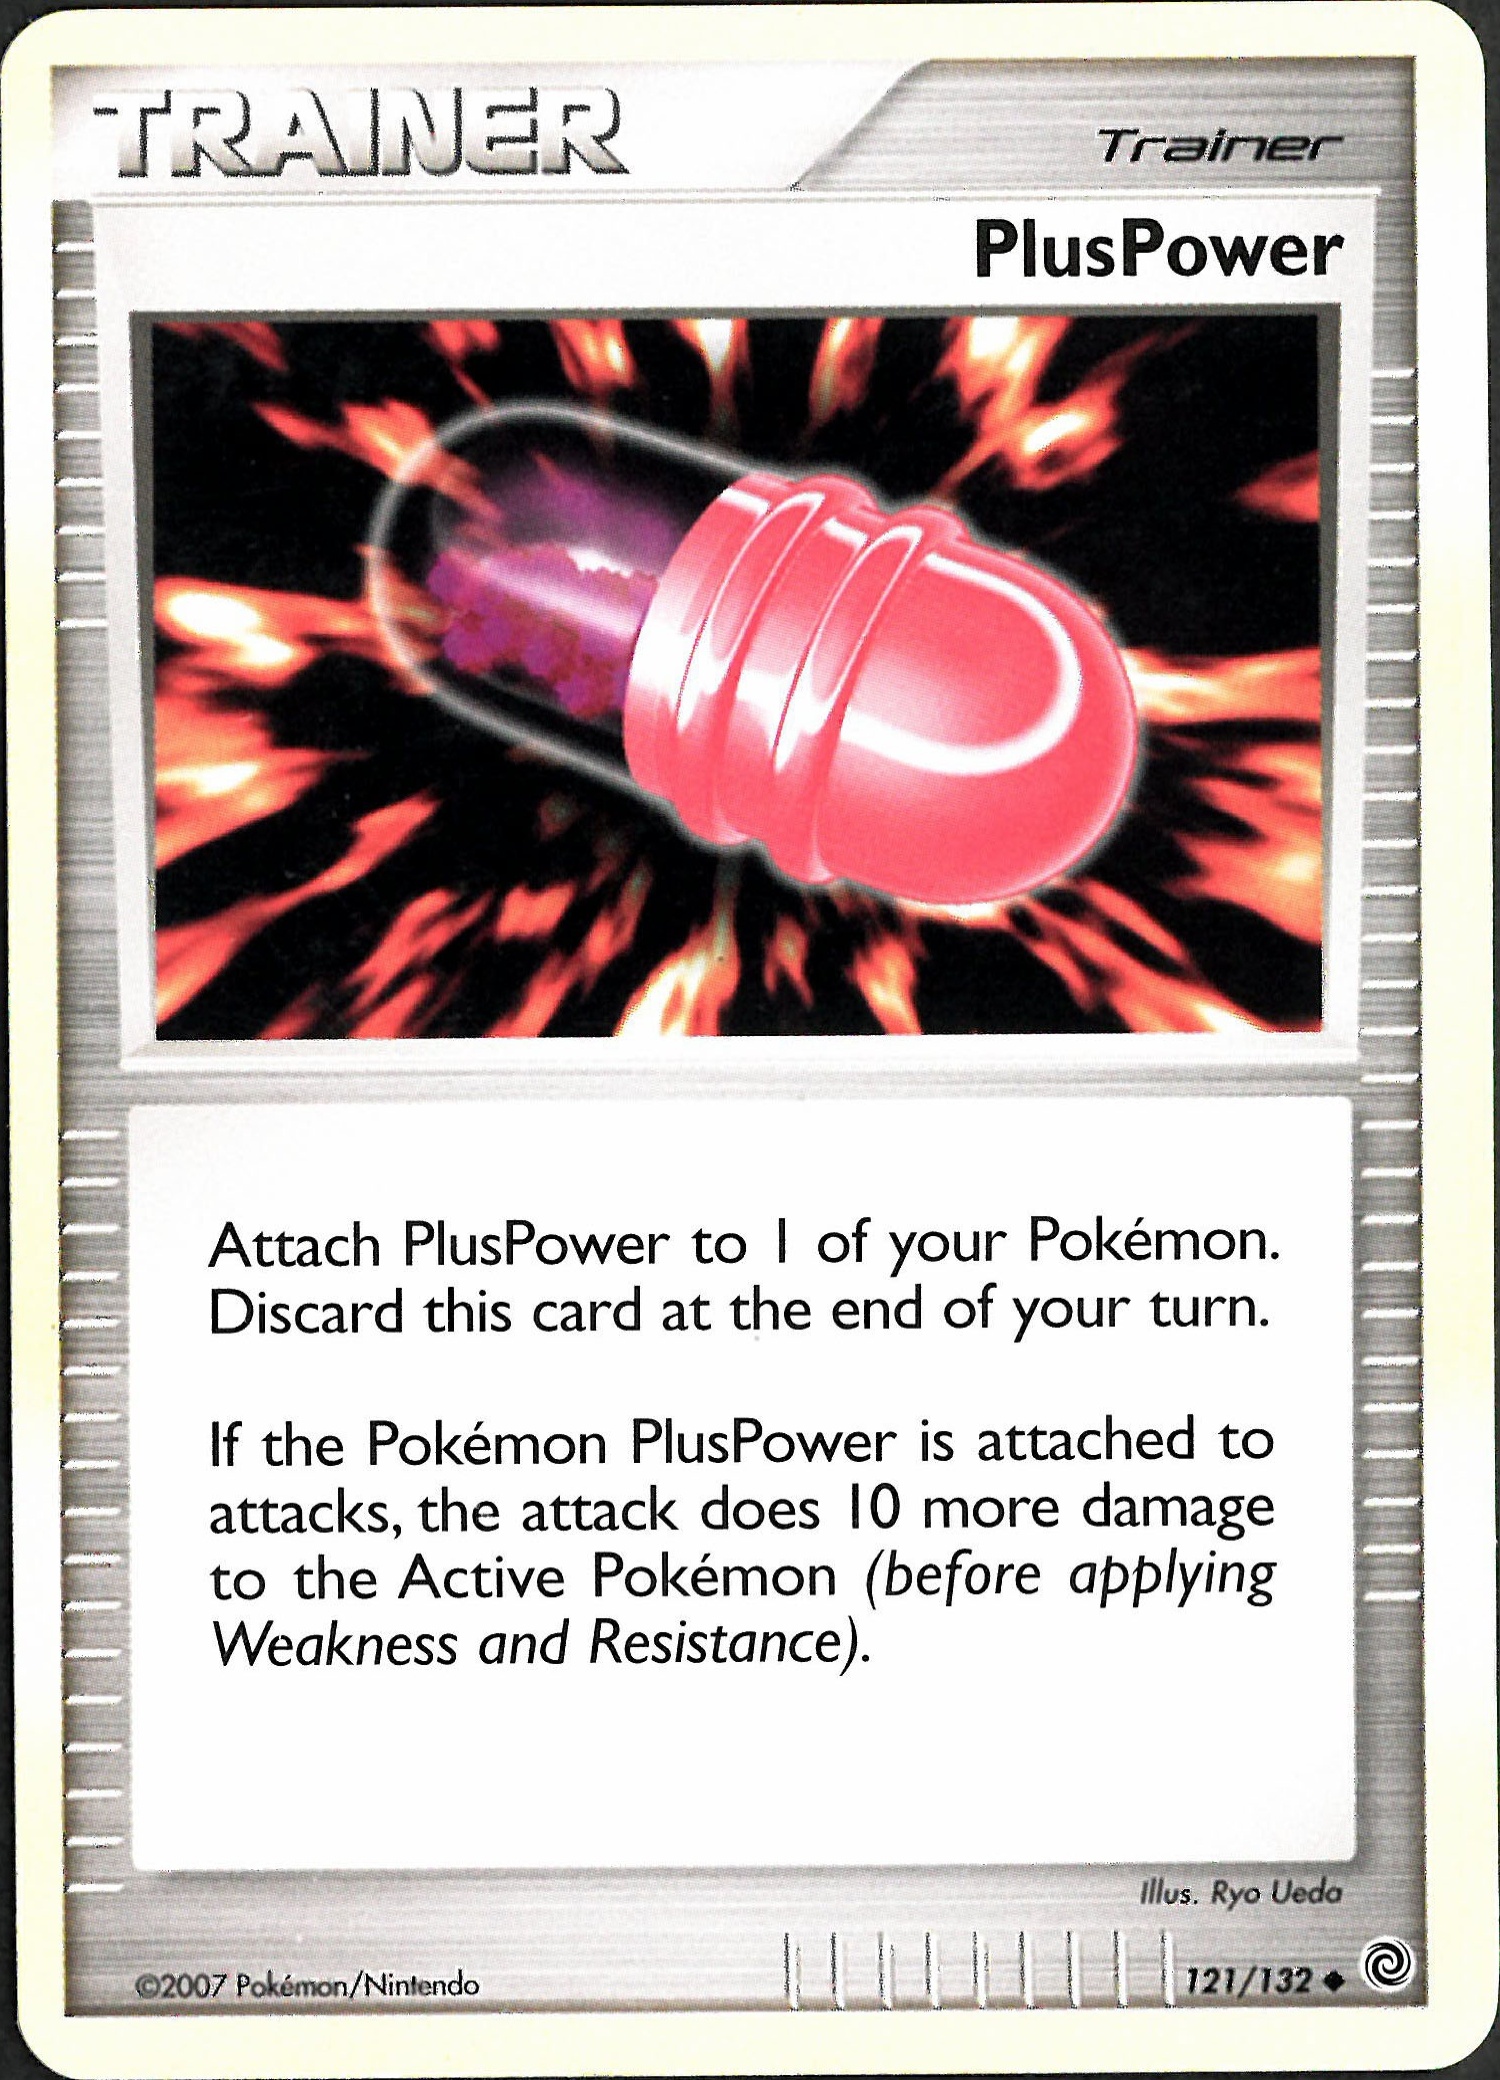 TRAINER
Trainer
PlusPower
Attach PlusPower to 1 of your Pokémon.
Discard this card at the end of your turn.
If the Pokémon PlusPower is attached to
attacks, the attack does 10 more damage
to the Active Pokémon (before applying
Weakness and Resistance).
Illus. Ryo Ueda
©2007 Pokémon/Nintendo
121/132